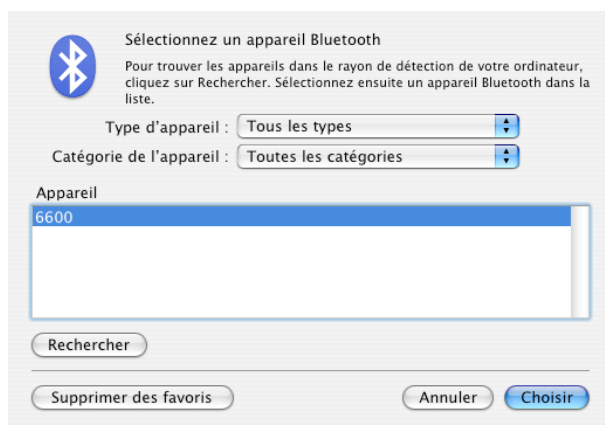 Sélectionnez un appareil Bluetooth
Pour trouver les appareils dans le rayon de détection de votre ordinateur,
cliquez sur Rechercher. Sélectionnez ensuite un appareil Bluetooth dans la
liste.
Type d'appareil : Tous les types
Catégorie de l'appareil : Toutes les catégories
Appareil
6600
Rechercher
Supprimer des favoris Annuler Choisir